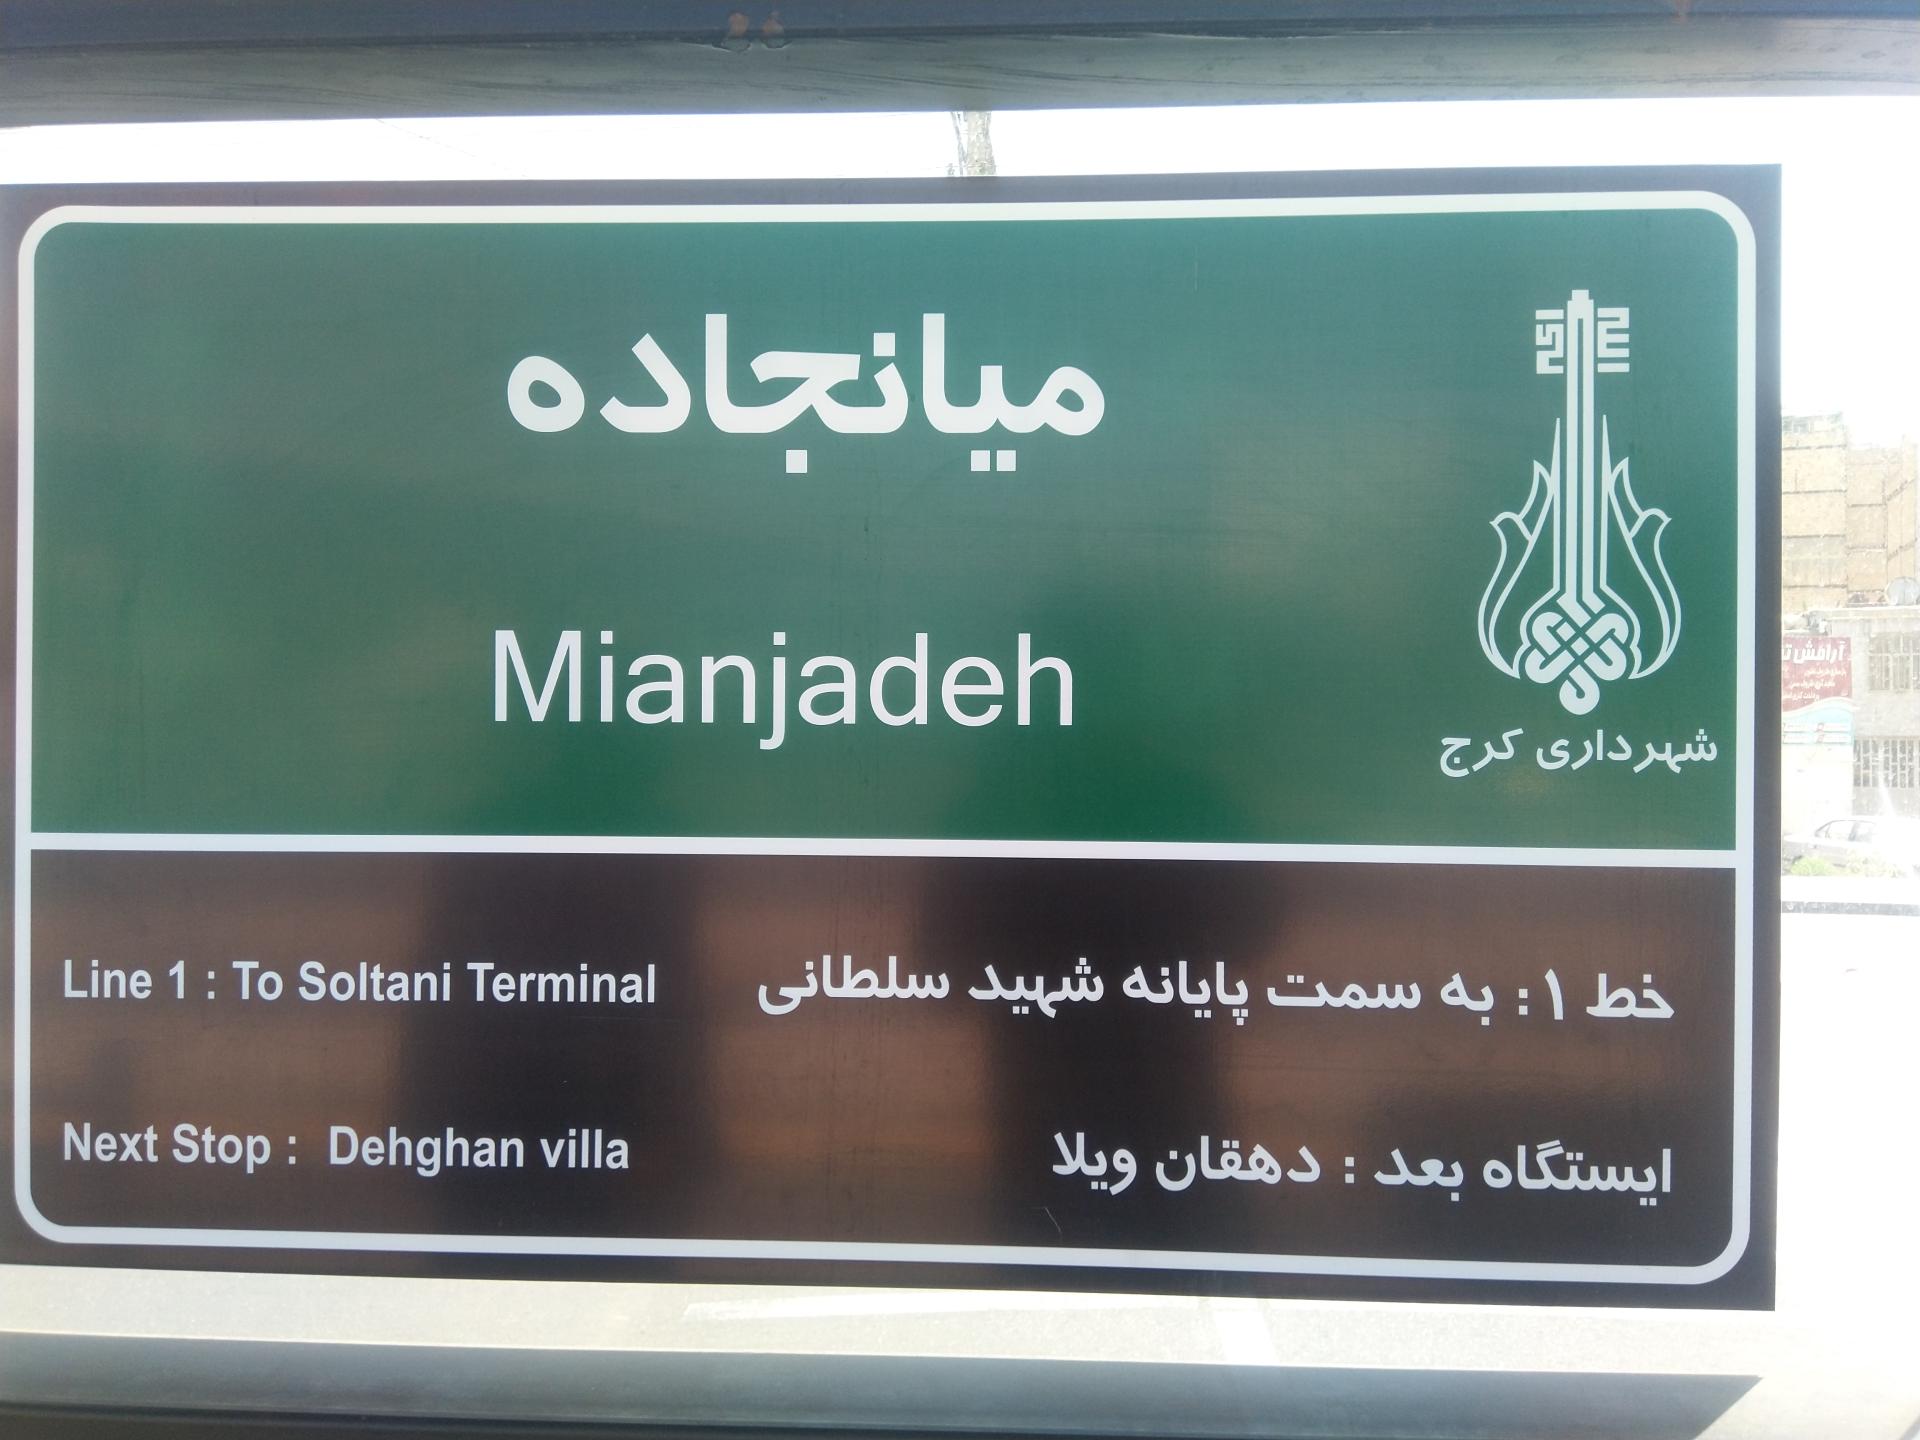 میانجاده
Mianjadeh
شهرداری کرج
خط ۱: به سمت پایانه شهید سلطانی
Line 1 : To Soltani Terminal
ایستگاه بعد : دهقان ویلا
Next Stop : Dehghan villa
آرامش